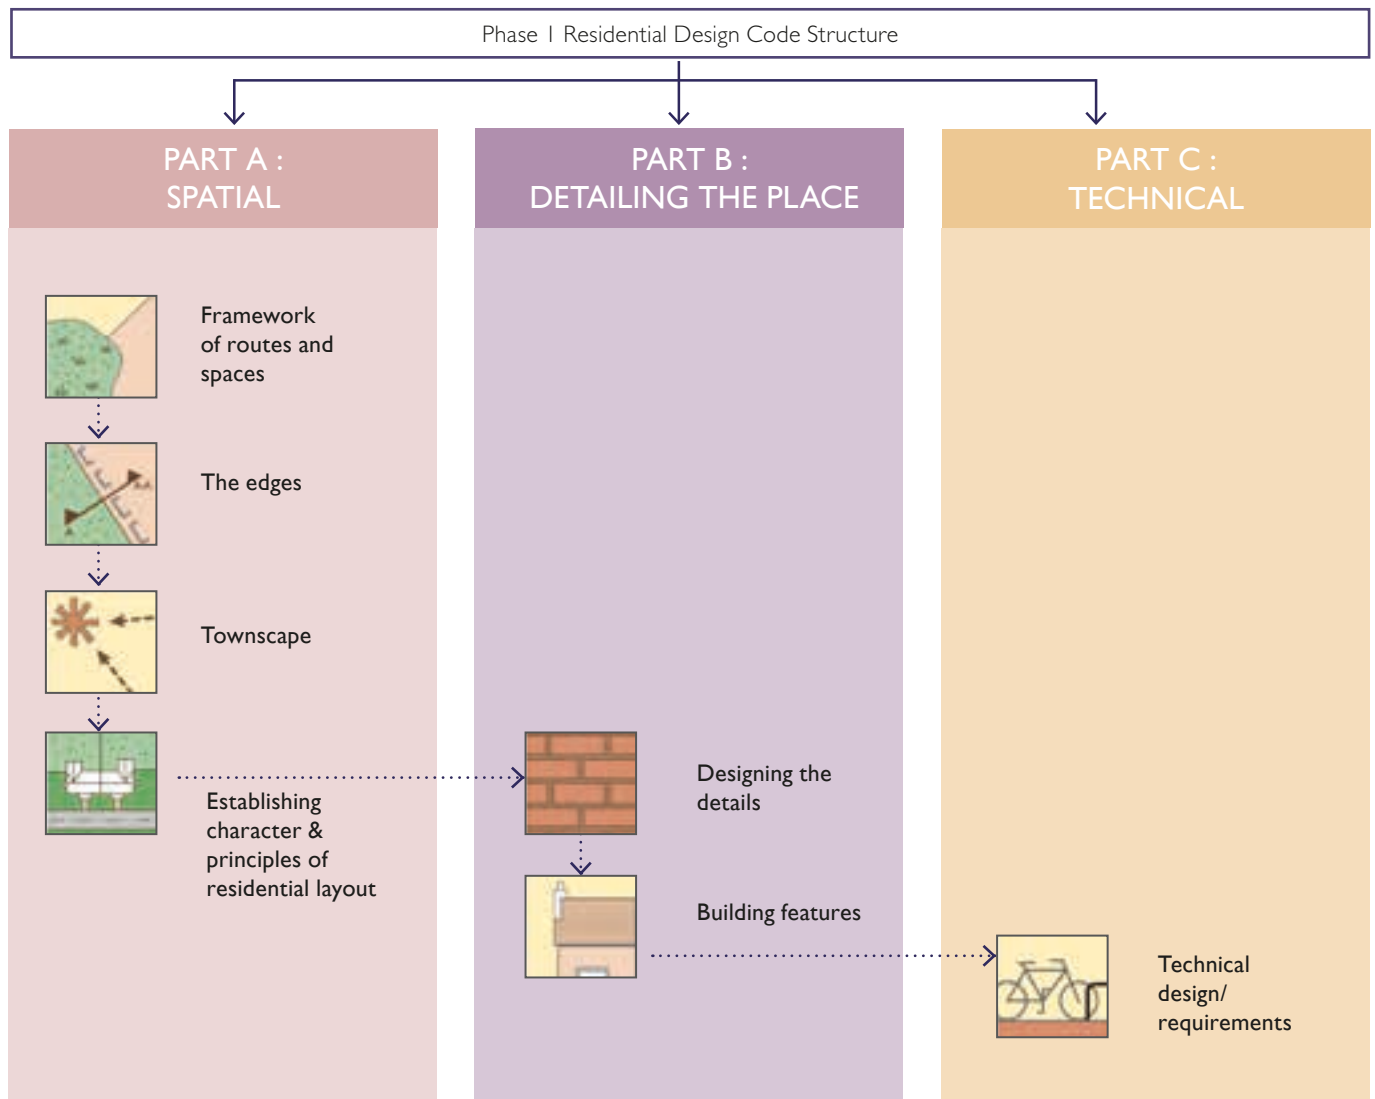 Phase 1 Residential Design Code Structure
PART A :
SPATIAL
Framework
of routes and
spaces
The edges
Townscape
Establishing
character &
principles of
residential layout
PART B :
DETAILING THE PLACE
Designing the
details
Building features
PART C :
TECHNICAL
Technical
design/
requirements